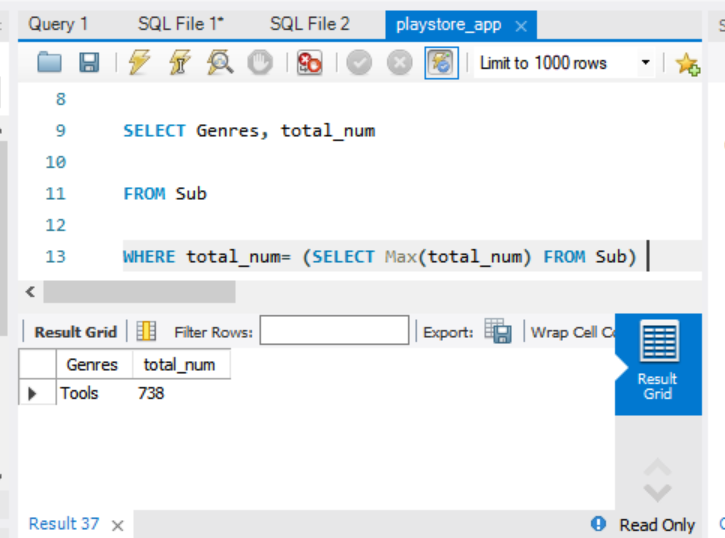 Query 1 SQL File 1* SQL File 2 playstore_app
Limit to 1000 rows
8
9 SELECT Genres, total_num
10
11 FROM Sub
12
13 WHERE total_num= (SELECT Max(total_num) FROM Sub)
Result Grid Filter Rows: Export: Wrap Cell Co
Genres total_num
Tools 738
Result
Grid
Result 37 Read Only